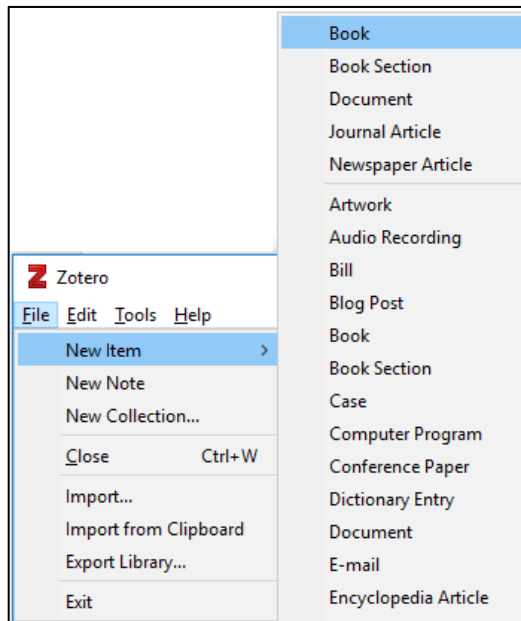 Book
Book Section
Document
Journal Article
Newspaper Article
Artwork
Audio Recording
Bill
Blog Post
Book
Book Section
Case
Computer Program
Conference Paper
Dictionary Entry
Document
E-mail
Encyclopedia Article
Z Zotero
File Edit Tools Help
New Item >
New Note
New Collection...
Close Ctrl+W
Import...
Import from Clipboard
Export Library...
Exit